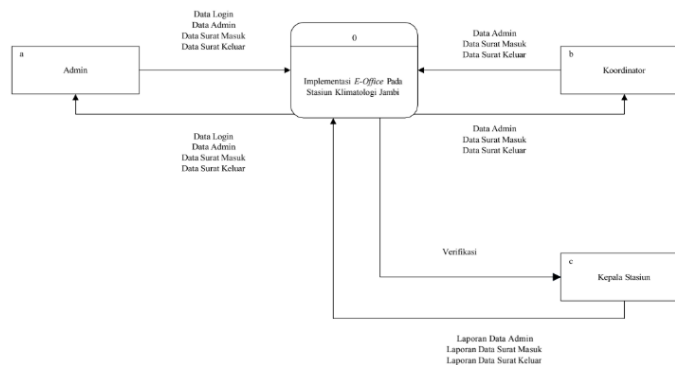 Data Login
Data Admin
Data Surat Masuk
Data Surat Keluar
a
Admin
0
Implementasi E-Office Pada
Stasiun Klimatologi Jambi
Data Admin
Data Surat Masuk
Data Surat Keluar
b
Koordinator
Data Login
Data Admin
Data Surat Masuk
Data Surat Keluar
Data Admin
Data Surat Masuk
Data Surat Keluar
Verifikasi
c
Kepala Stasiun
Laporan Data Admin
Laporan Data Surat Masuk
Laporan Data Surat Keluar